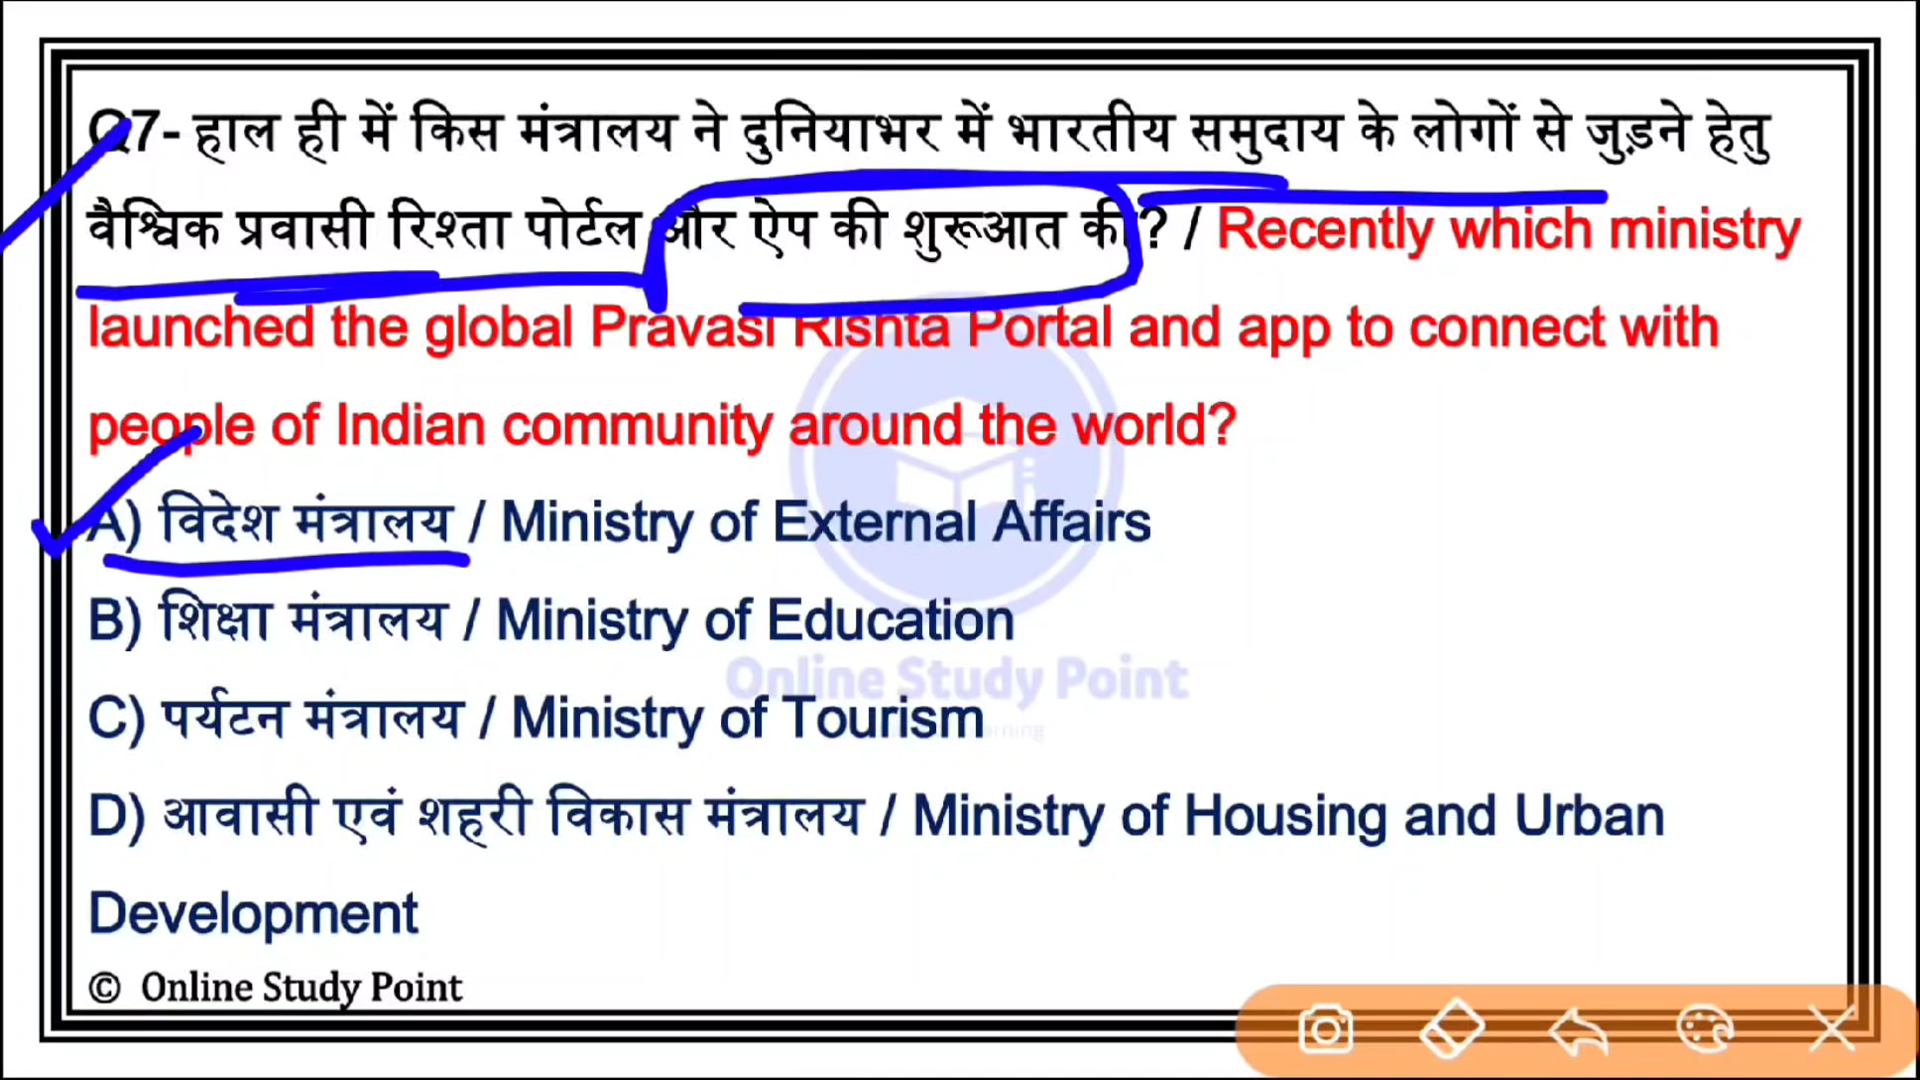 Q7- हाल ही में किस मंत्रालय ने दुनियाभर में भारतीय समुदाय के लोगों से जुड़ने हेतु
वैश्विक प्रवासी रिश्ता पोर्टल और ऐप की शुरूआत की? / Recently which ministry
launched the global Pravasi Rishta Portal and app to connect with
people of Indian community around the world?
A) विदेश मंत्रालय / Ministry of External Affairs
B) शिक्षा मंत्रालय / Ministry of Education
Online Study Point
C) पर्यटन मंत्रालय / Ministry of Tourism
D) आवासी एवं शहरी विकास मंत्रालय / Ministry of Housing and Urban
Development
© Online Study Point